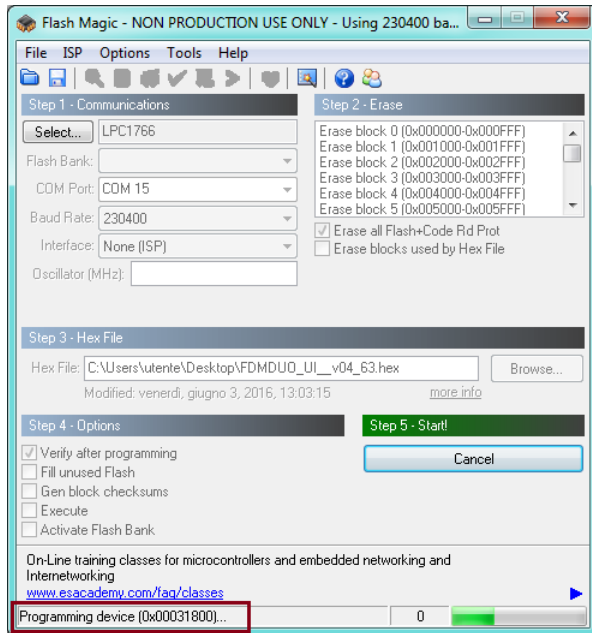 Flash Magic - NON PRODUCTION USE ONLY - Using 230400 ba...
File ISP Options Tools Help
Step 1 - Communications
Select... LPC1766
Flash Bank:
COM Port: COM 15
Baud Rate: 230400
Interface: None (ISP)
Oscillator (MHz):
Step 2 - Erase
Erase block 0 (0x000000-0x000FFF)
Erase block 1 (0x001000-0x001FFF)
Erase block 2 (0x002000-0x002FFF)
Erase block 3 (0x003000-0x003FFF)
Erase block 4 (0x004000-0x004FFF)
Erase block 5 (0x005000-0x005FFF)
Erase all Flash+Code Rd Prot
Erase blocks used by Hex File
Step 3 - Hex File
Hex File: C:\Users\utente\Desktop\FDMDUO_UI__v04_63.hex Browse...
Modified: venerdì, giugno 3, 2016, 13:03:15 more info
Step 4 - Options
Verify after programming
Fill unused Flash
Gen block checksums
Execute
Activate Flash Bank
Step 5 - Start!
Cancel
On-Line training classes for microcontrollers and embedded networking and
Internetworking
www.esacademy.com/faq/classes
Programming device (0x00031800)... 0